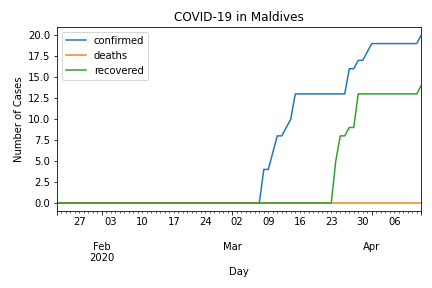 COVID-19 in Maldives
confirmed
deaths
recovered
20.0
17.5
15.0
12.5
10.0
7.5
5.0
2.5
0.0
Number of Cases
27 03 10 17 24 02 09 16 23 30 06
Feb Mar Apr
2020
Day